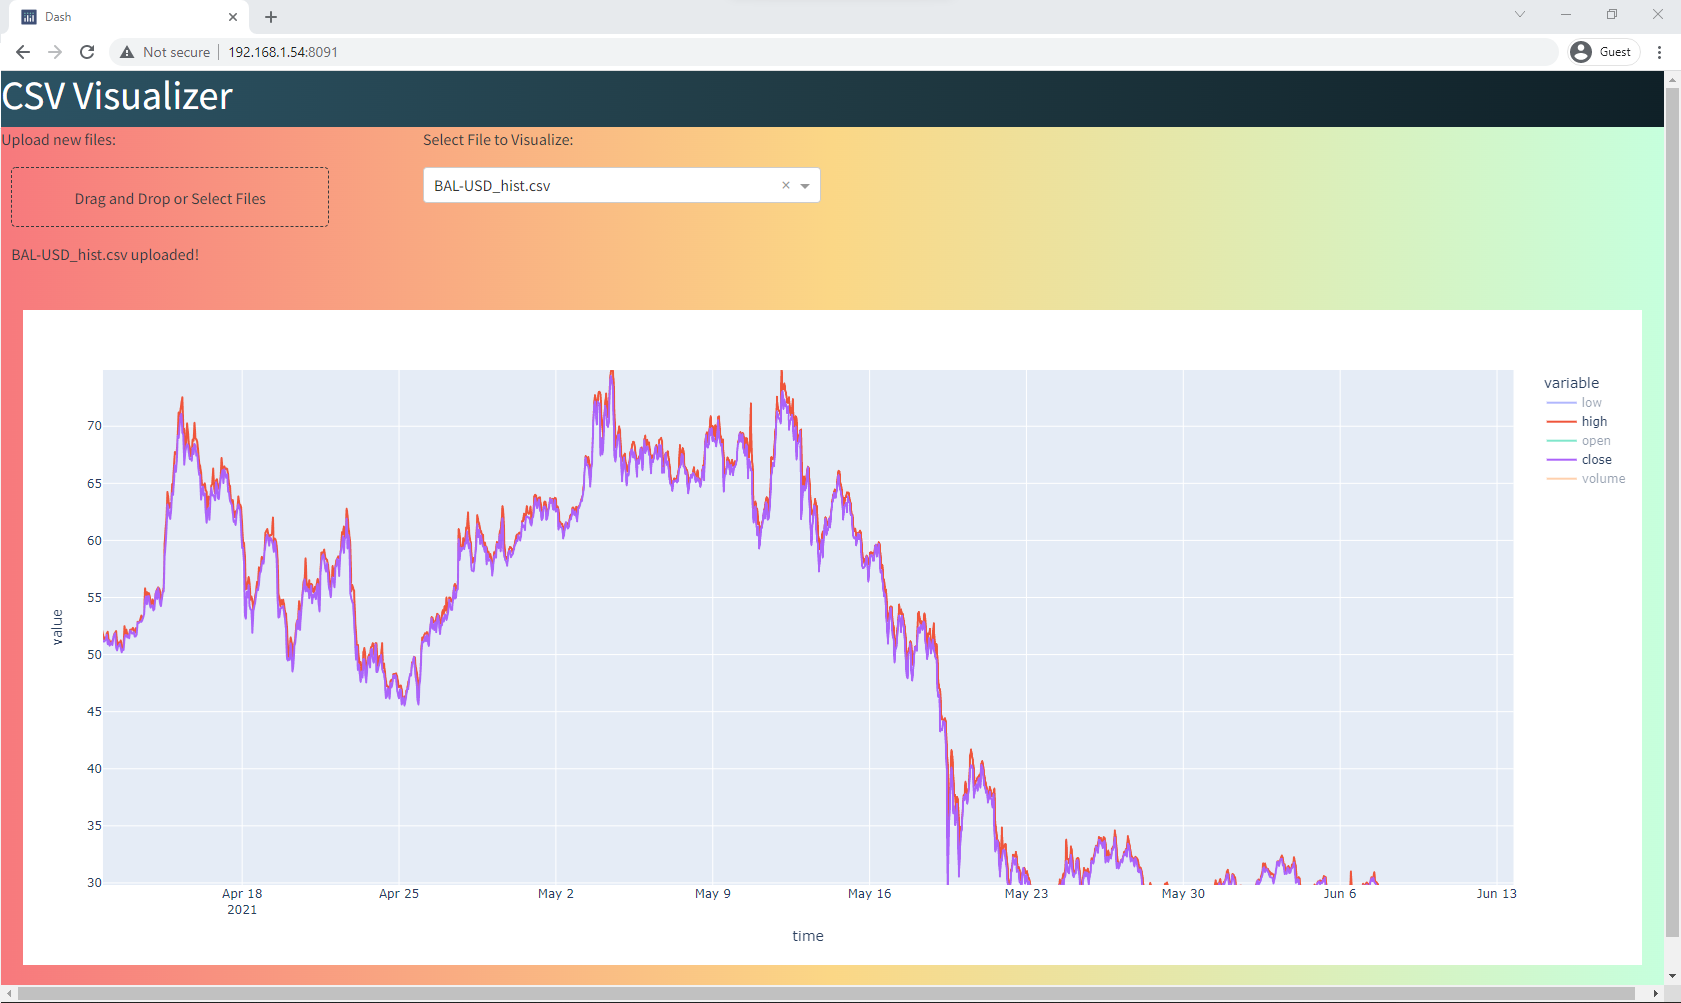 Dash
Not secure
192.168.1.54:8091
Guest
CSV Visualizer
Upload new files:
Select File to Visualize:
Drag and Drop or Select Files
BAL-USD_hist.csv
BAL-USD_hist.csv uploaded!
variable
low
high
open
close
volume
70
65
60
55
50
45
40
35
30
value
Apr 18
2021
Apr 25
May 2
May 9
May 16
May 23
May 30
Jun 6
Jun 13
time